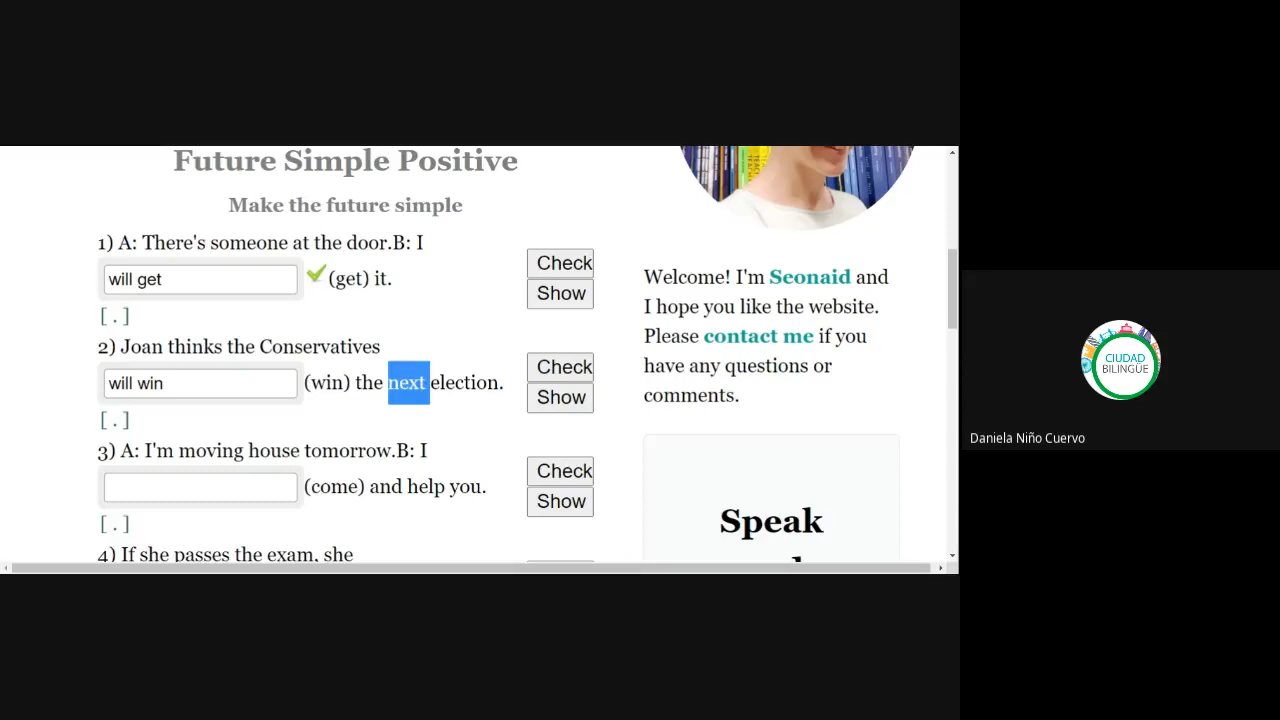 Future Simple Positive
Make the future simple
1) A: There's someone at the door.B: I
will get (get) it.
[ . ]
Check
Show
2) Joan thinks the Conservatives
will win (win) the next election.
[ . ]
Check
Show
3) A: I'm moving house tomorrow.B: I
(come) and help you.
[ . ]
Check
Show
4) If she passes the exam, she
Welcome! I'm Seonaid and
I hope you like the website.
Please contact me if you
have any questions or
comments.
Speak
CIUDAD
BILINGÜE
Daniela Niño Cuervo